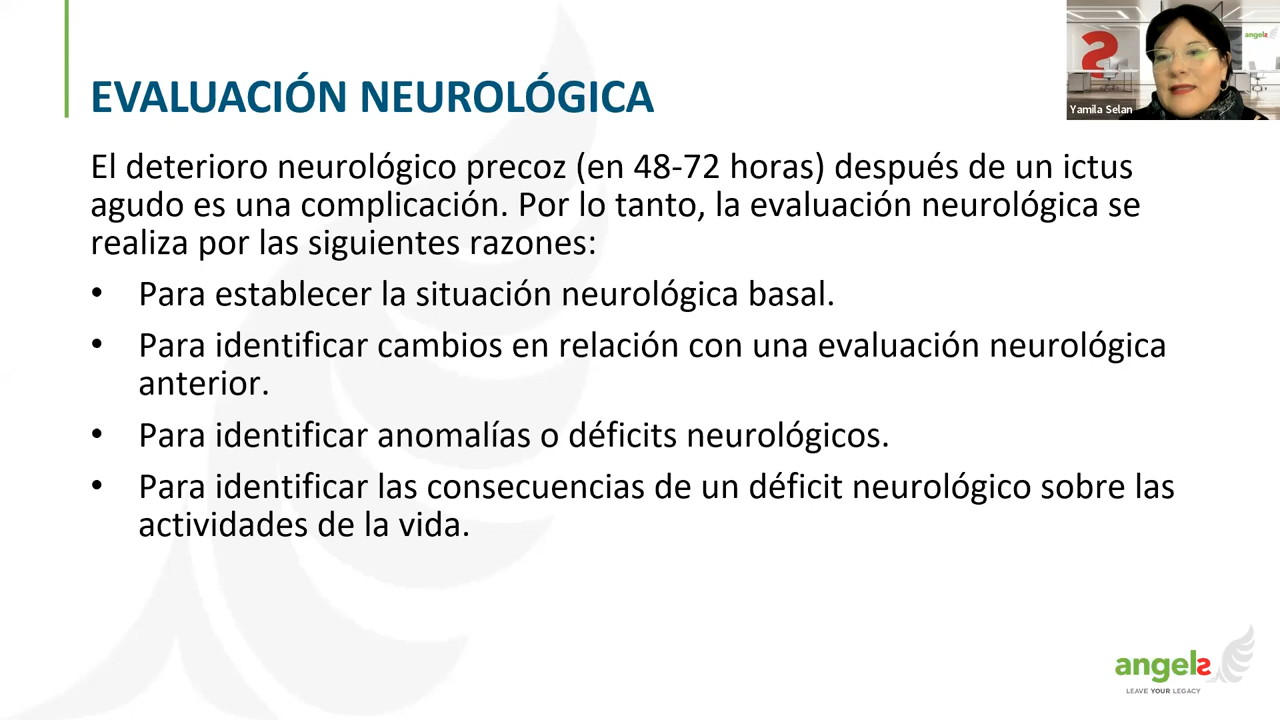 EVALUACIÓN NEUROLÓGICA
angels
Yamila Selan
El deterioro neurológico precoz (en 48-72 horas) después de un ictus
agudo es una complicación. Por lo tanto, la evaluación neurológica se
realiza por las siguientes razones:
• Para establecer la situación neurológica basal.
• Para identificar cambios en relación con una evaluación neurológica
anterior.
• Para identificar anomalías o déficits neurológicos.
• Para identificar las consecuencias de un déficit neurológico sobre las
actividades de la vida.
angels
LEAVE YOUR LEGACY